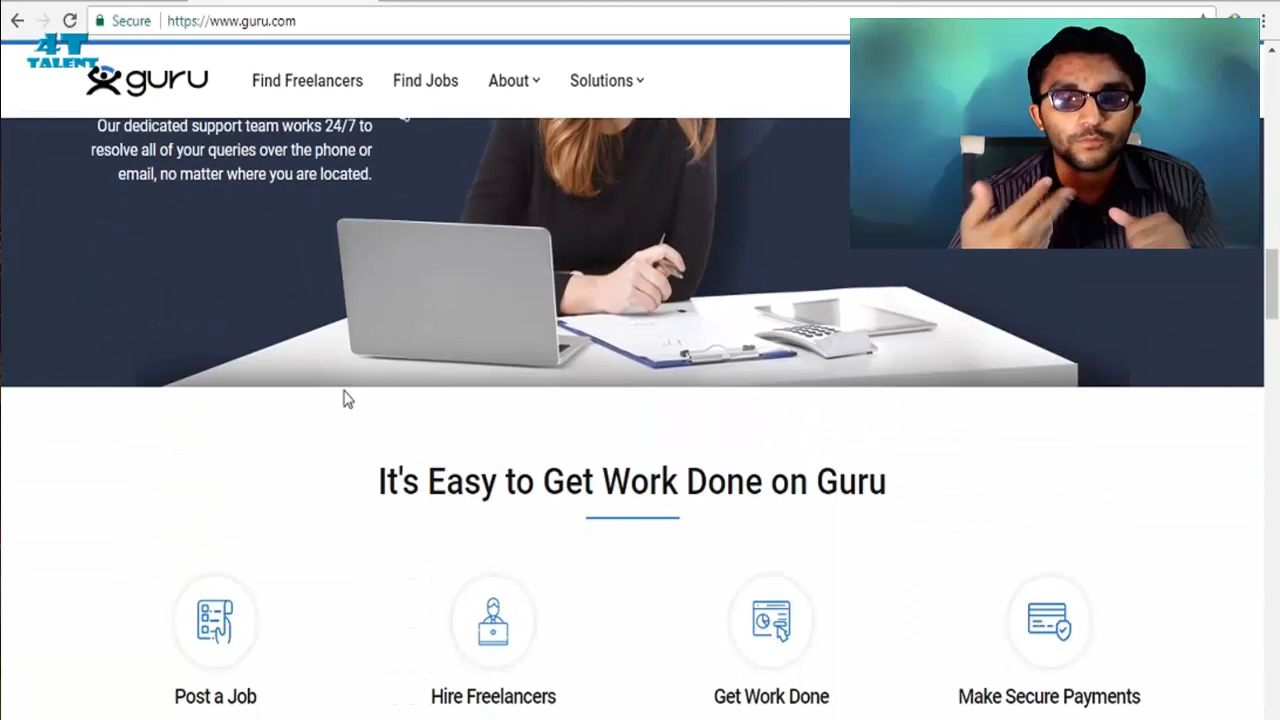 Secure
https://www.guru.com
4T
TALENT
guru
Find Freelancers
Find Jobs
About
Solutions
Our dedicated support team works 24/7 to
resolve all of your queries over the phone or
email, no matter where you are located.
It's Easy to Get Work Done on Guru
Post a Job
Hire Freelancers
Get Work Done
Make Secure Payments